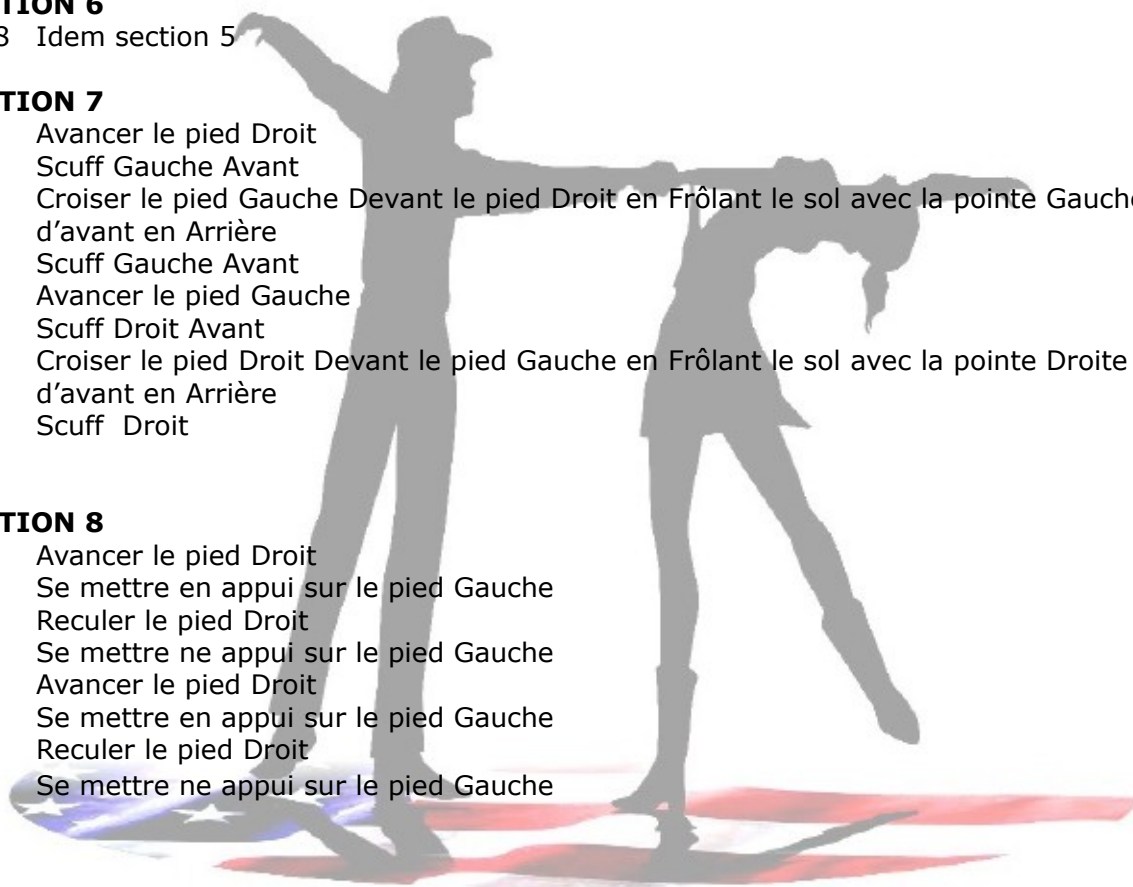 TION 6
8 Idem section 5
TION 7
Avancer le pied Droit
Scuff Gauche Avant
Croiser le pied Gauche Devant le pied Droit en Frôlant le sol avec la pointe Gauche
d’avant en Arrière
Scuff Gauche Avant
Avancer le pied Gauche
Scuff Droit Avant
Croiser le pied Droit Devant le pied Gauche en Frôlant le sol avec la pointe Droite
d’avant en Arrière
Scuff Droit
TION 8
Avancer le pied Droit
Se mettre en appui sur le pied Gauche
Reculer le pied Droit
Se mettre ne appui sur le pied Gauche
Avancer le pied Droit
Se mettre en appui sur le pied Gauche
Reculer le pied Droit
Se mettre ne appui sur le pied Gauche